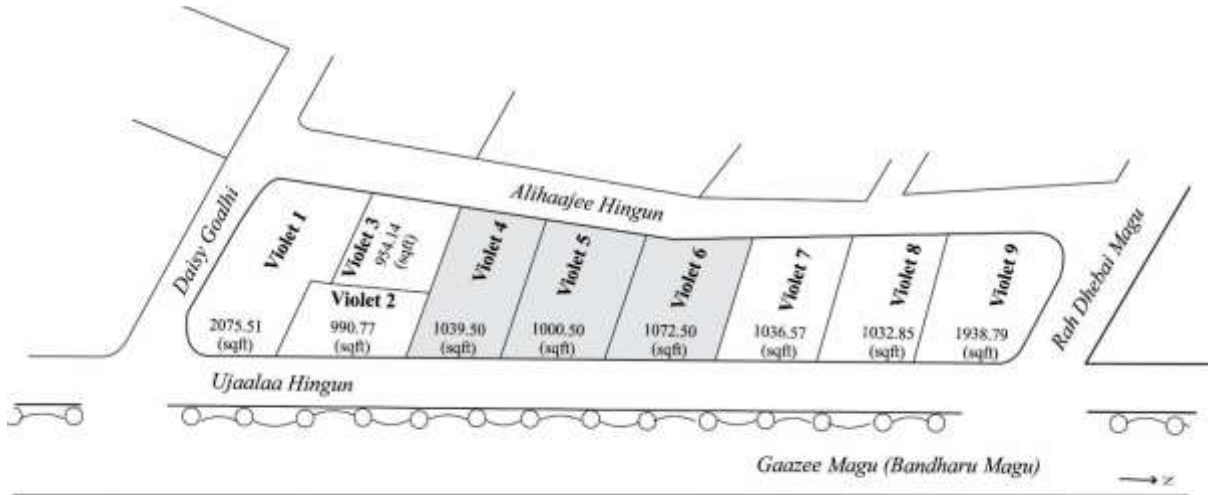 Alihaajee Hingun
Daisy Goalhi
Violet 1
Violet 3
954.14
(sqft)
Violet 4
Violet 5
Violet 6
Violet 7
Violet 8
Violet 9
Rah Dhebai Magu
Violet 2
2075.51
(sqft)
990.77
(sqft)
1039.50
(sqft)
1000.50
(sqft)
1072.50
(sqft)
1036.57
(sqft)
1032.85
(sqft)
1938.79
(sqft)
Ujaalaa Hingun
Gaazee Magu (Bandharu Magu)
N